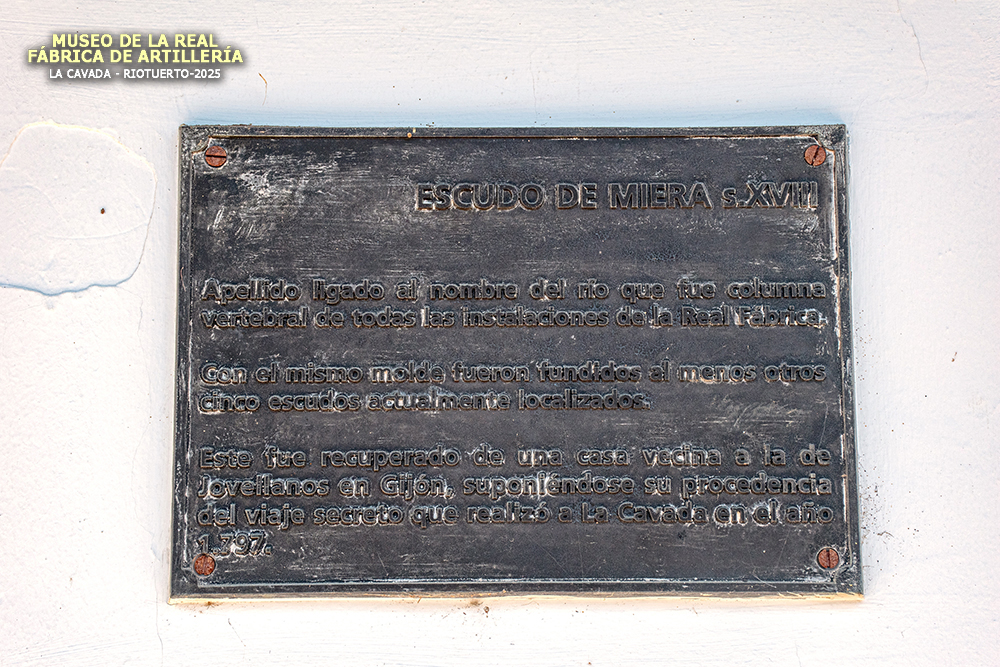 MUSEO DE LA REAL
FÁBRICA DE ARTILLERÍA
LA CAVADA - RIOTUERTO-2025
ESCUDO DE MIERA s.XVIII
Apellido ligado al nombre del río que fue columna
vertebral de todas las instalaciones de la Real Fábrica.
Con el mismo molde fueron fundidos al menos otros
cinco escudos actualmente localizados.
Este fue recuperado de una casa vecina a la de
Jovellanos en Gijón, suponiéndose su procedencia
del viaje secreto que realizó a La Cavada en el año
1.797.